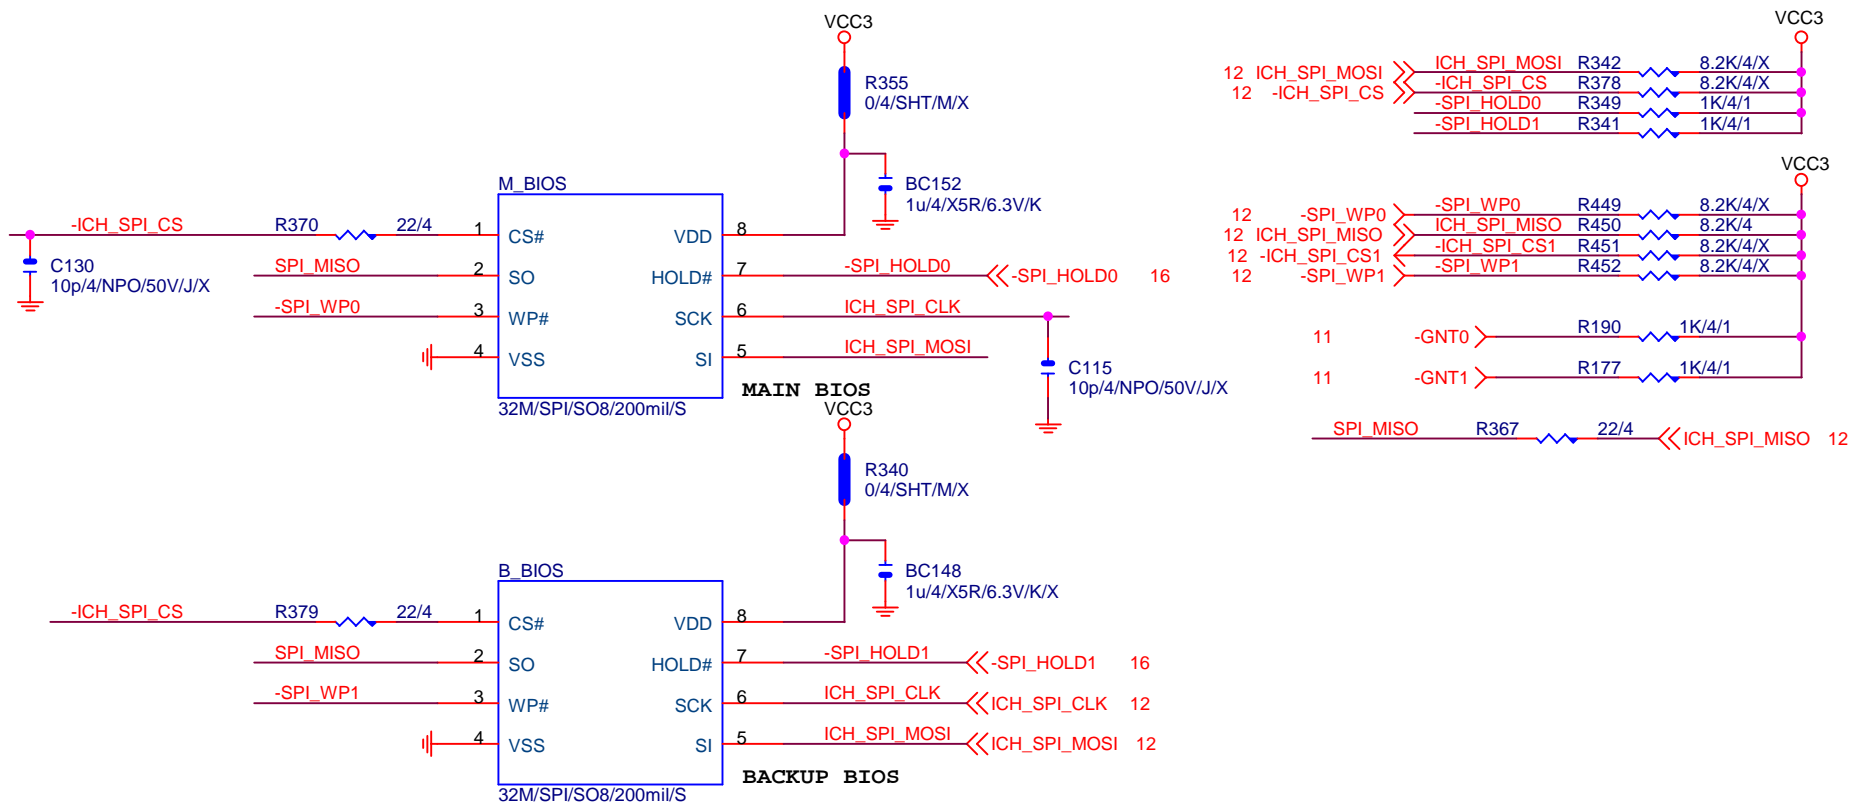 VCC3
R355
0/4/SHT/M/X
BC152
1u/4/X5R/6.3V/K
M_BIOS
-ICH_SPI_CS R370 22/4 1 CS# VDD 8
C130
10p/4/NPO/50V/J/X
SPI_MISO 2 SO HOLD# 7 -SPI_HOLD0 -SPI_HOLD0 16
-SPI_WP0 3 WP# SCK 6 ICH_SPI_CLK
4 VSS SI 5 ICH_SPI_MOSI
C115
10p/4/NPO/50V/J/X
MAIN BIOS
32M/SPI/SO8/200mil/S
VCC3
R340
0/4/SHT/M/X
BC148
1u/4/X5R/6.3V/K/X
B_BIOS
-ICH_SPI_CS R379 22/4 1 CS# VDD 8
SPI_MISO 2 SO HOLD# 7 -SPI_HOLD1 -SPI_HOLD1 16
-SPI_WP1 3 WP# SCK 6 ICH_SPI_CLK ICH_SPI_CLK 12
4 VSS SI 5 ICH_SPI_MOSI ICH_SPI_MOSI 12
BACKUP BIOS
32M/SPI/SO8/200mil/S
VCC3
12 ICH_SPI_MOSI ICH_SPI_MOSI R342 8.2K/4/X
12 -ICH_SPI_CS -ICH_SPI_CS R378 8.2K/4/X
-SPI_HOLD0 R349 1K/4/1
-SPI_HOLD1 R341 1K/4/1
VCC3
12 -SPI_WP0 -SPI_WP0 R449 8.2K/4/X
12 ICH_SPI_MISO ICH_SPI_MISO R450 8.2K/4
12 -ICH_SPI_CS1 -ICH_SPI_CS1 R451 8.2K/4/X
12 -SPI_WP1 -SPI_WP1 R452 8.2K/4/X
11 -GNT0 R190 1K/4/1
11 -GNT1 R177 1K/4/1
SPI_MISO R367 22/4 ICH_SPI_MISO 12